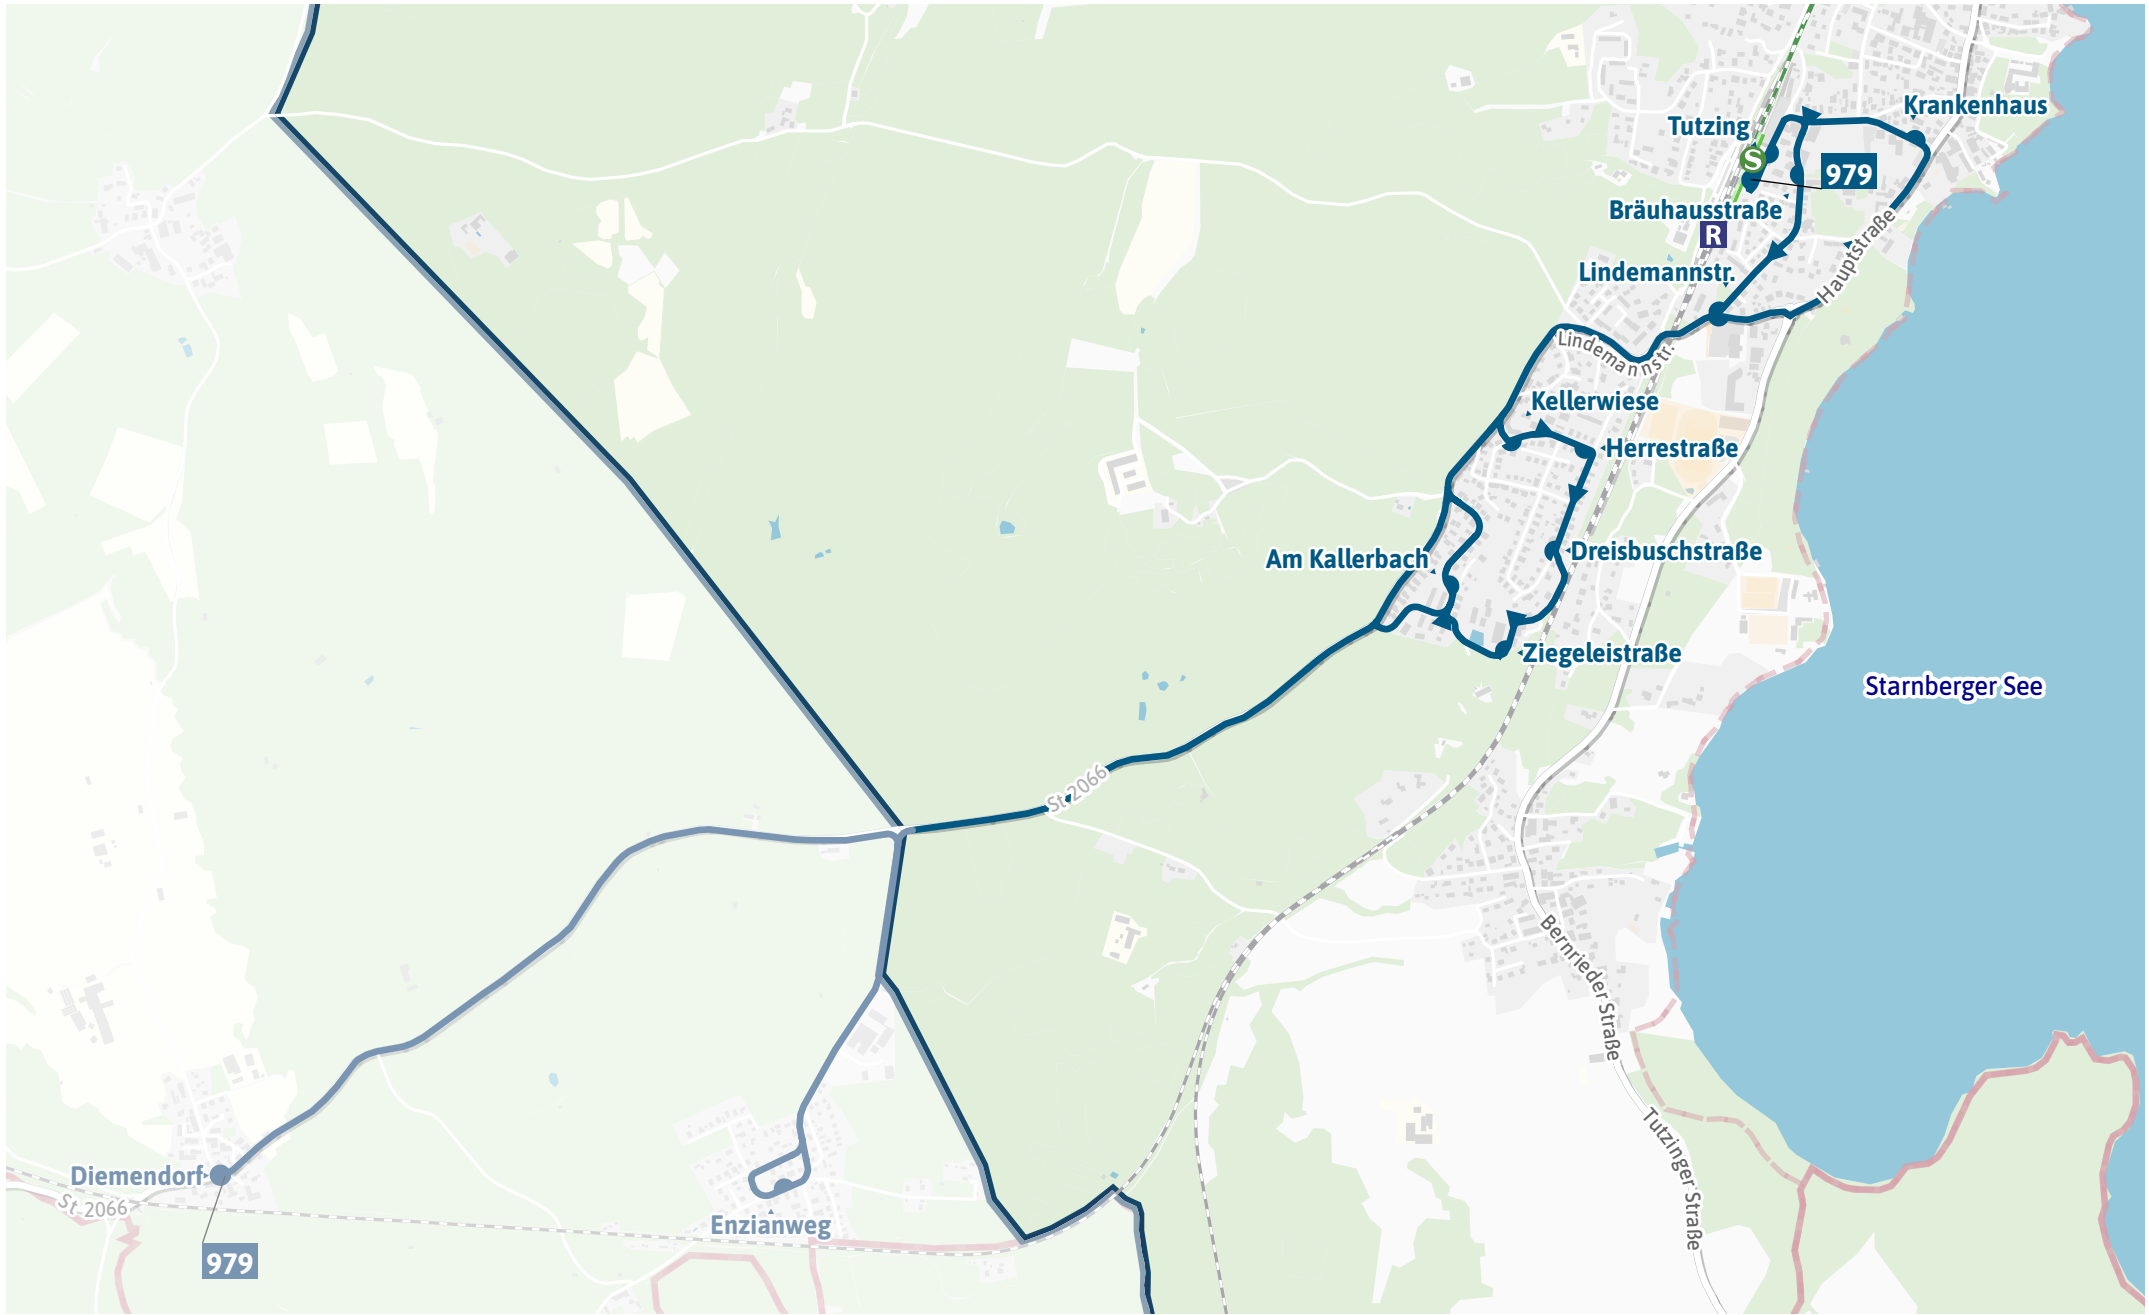 Krankenhaus
Tutzing
S
979
Bräuhausstraße
R
Hauptstraße
Lindemannstr.
Lindemannstr.
Kellerwiese
Herrestraße
Dreisbuschstraße
Am Kallerbach
Ziegeleistraße
Starnberger See
St 2066
Bernrieder Straße
Tutzinger Straße
Diemendorf
St 2066
Enzianweg
979